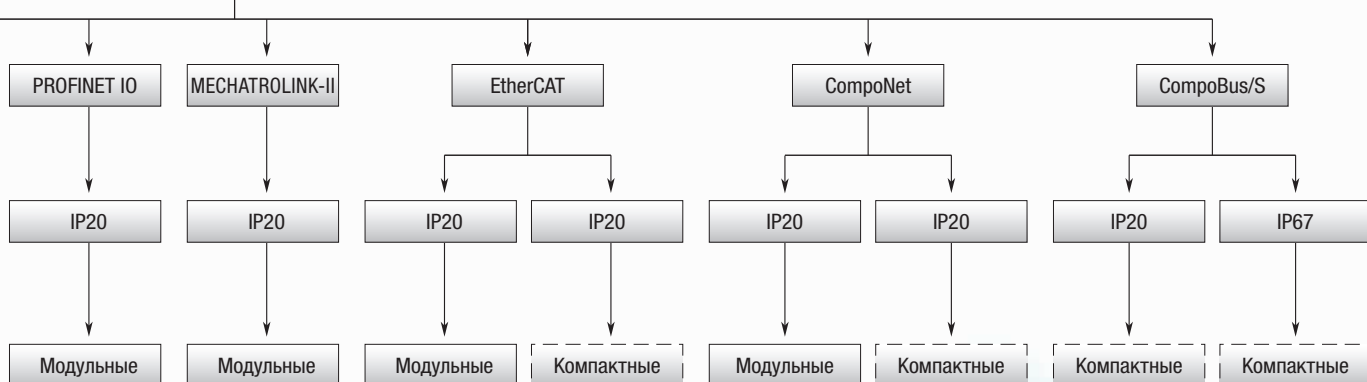 PROFINET IO MECHATROLINK-II EtherCAT CompoNet CompoBus/S
IP20 IP20 IP20 IP20 IP20 IP20 IP20 IP67
Модульные Модульные Модульные Компактные Модульные Компактные Компактные Компактные